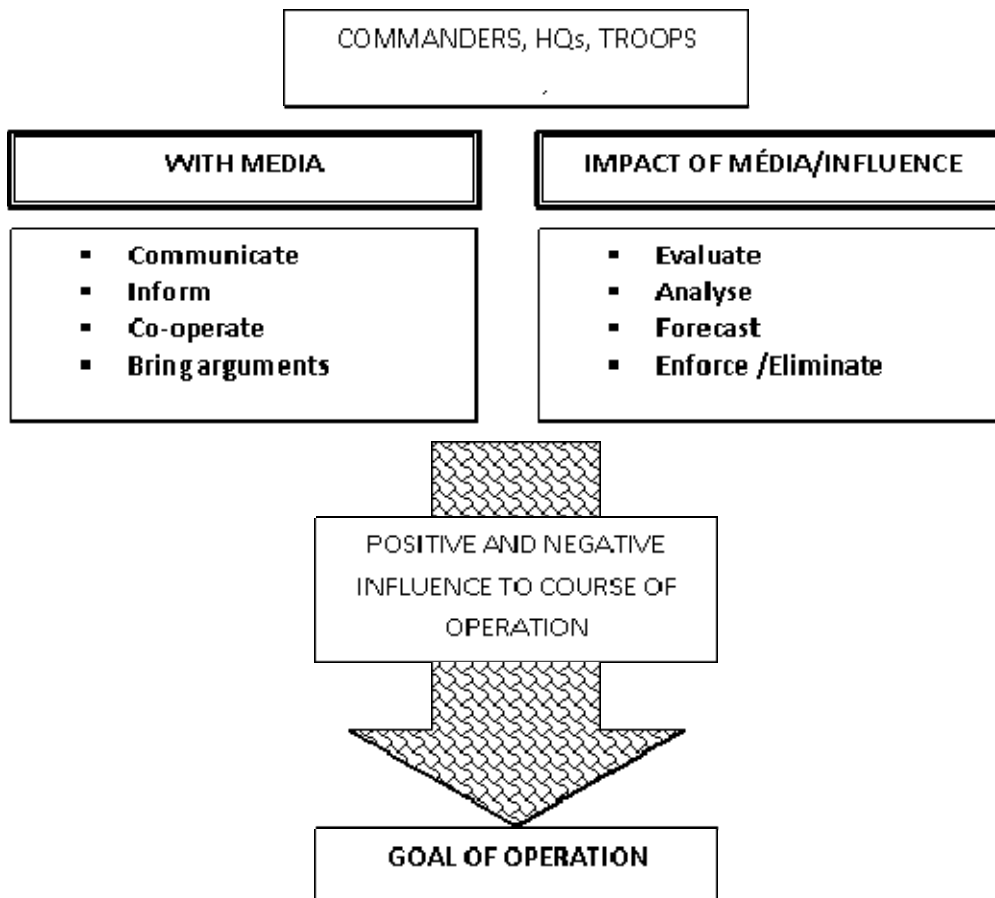 COMMANDERS, HQs, TROOPS
WITH MEDIA
IMPACT OF MÉDIA/INFLUENCE
▪ Communicate
▪ Inform
▪ Co-operate
▪ Bring arguments
▪ Evaluate
▪ Analyse
▪ Forecast
▪ Enforce /Eliminate
POSITIVE AND NEGATIVE
INFLUENCE TO COURSE OF
OPERATION
GOAL OF OPERATION